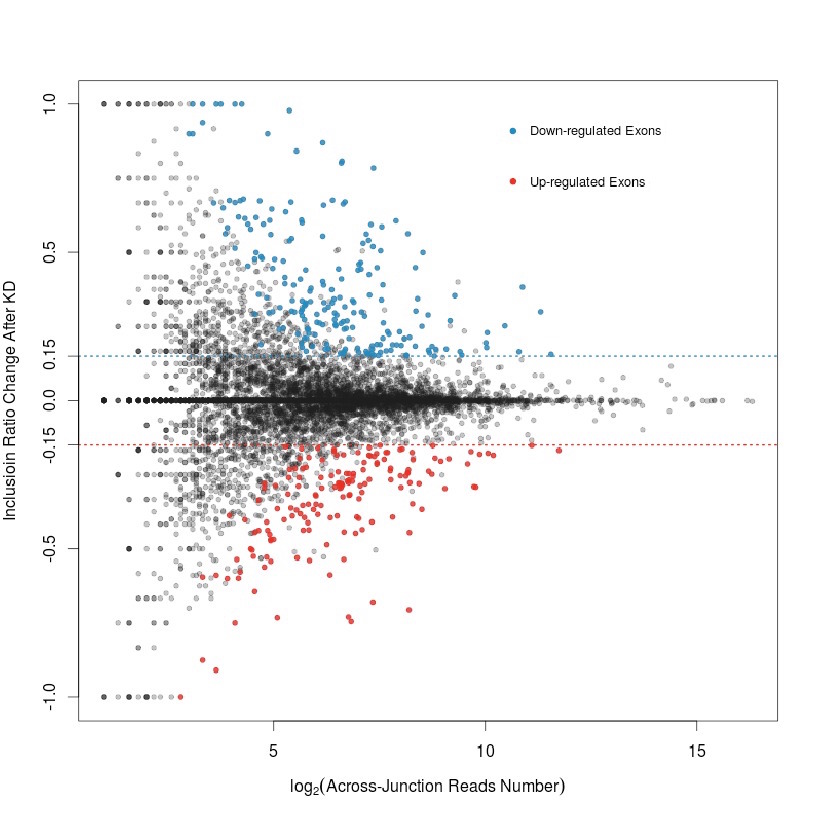 Down-regulated Exons
Up-regulated Exons
Inclusioin Ratio Change After KD
1.0
0.5
0.15
0.0
-0.15
-0.5
-1.0
5 10 15
log₂(Across-Junction Reads Number)